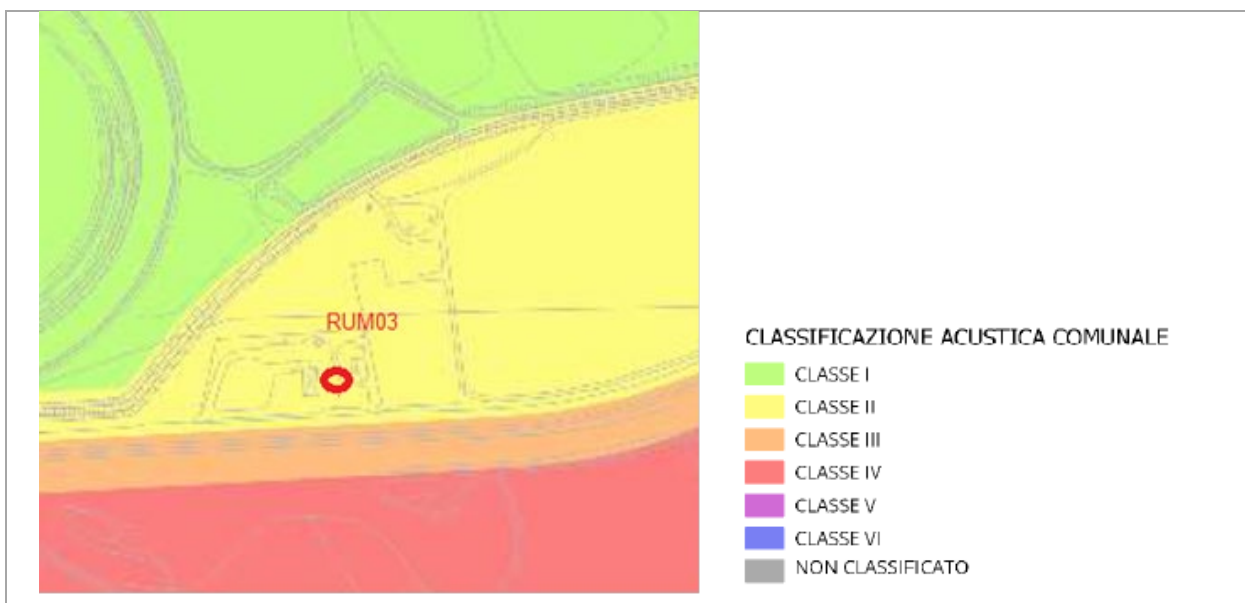 RUM03
CLASSIFICAZIONE ACUSTICA COMUNALE
CLASSE I
CLASSE II
CLASSE III
CLASSE IV
CLASSE V
CLASSE VI
NON CLASSIFICATO